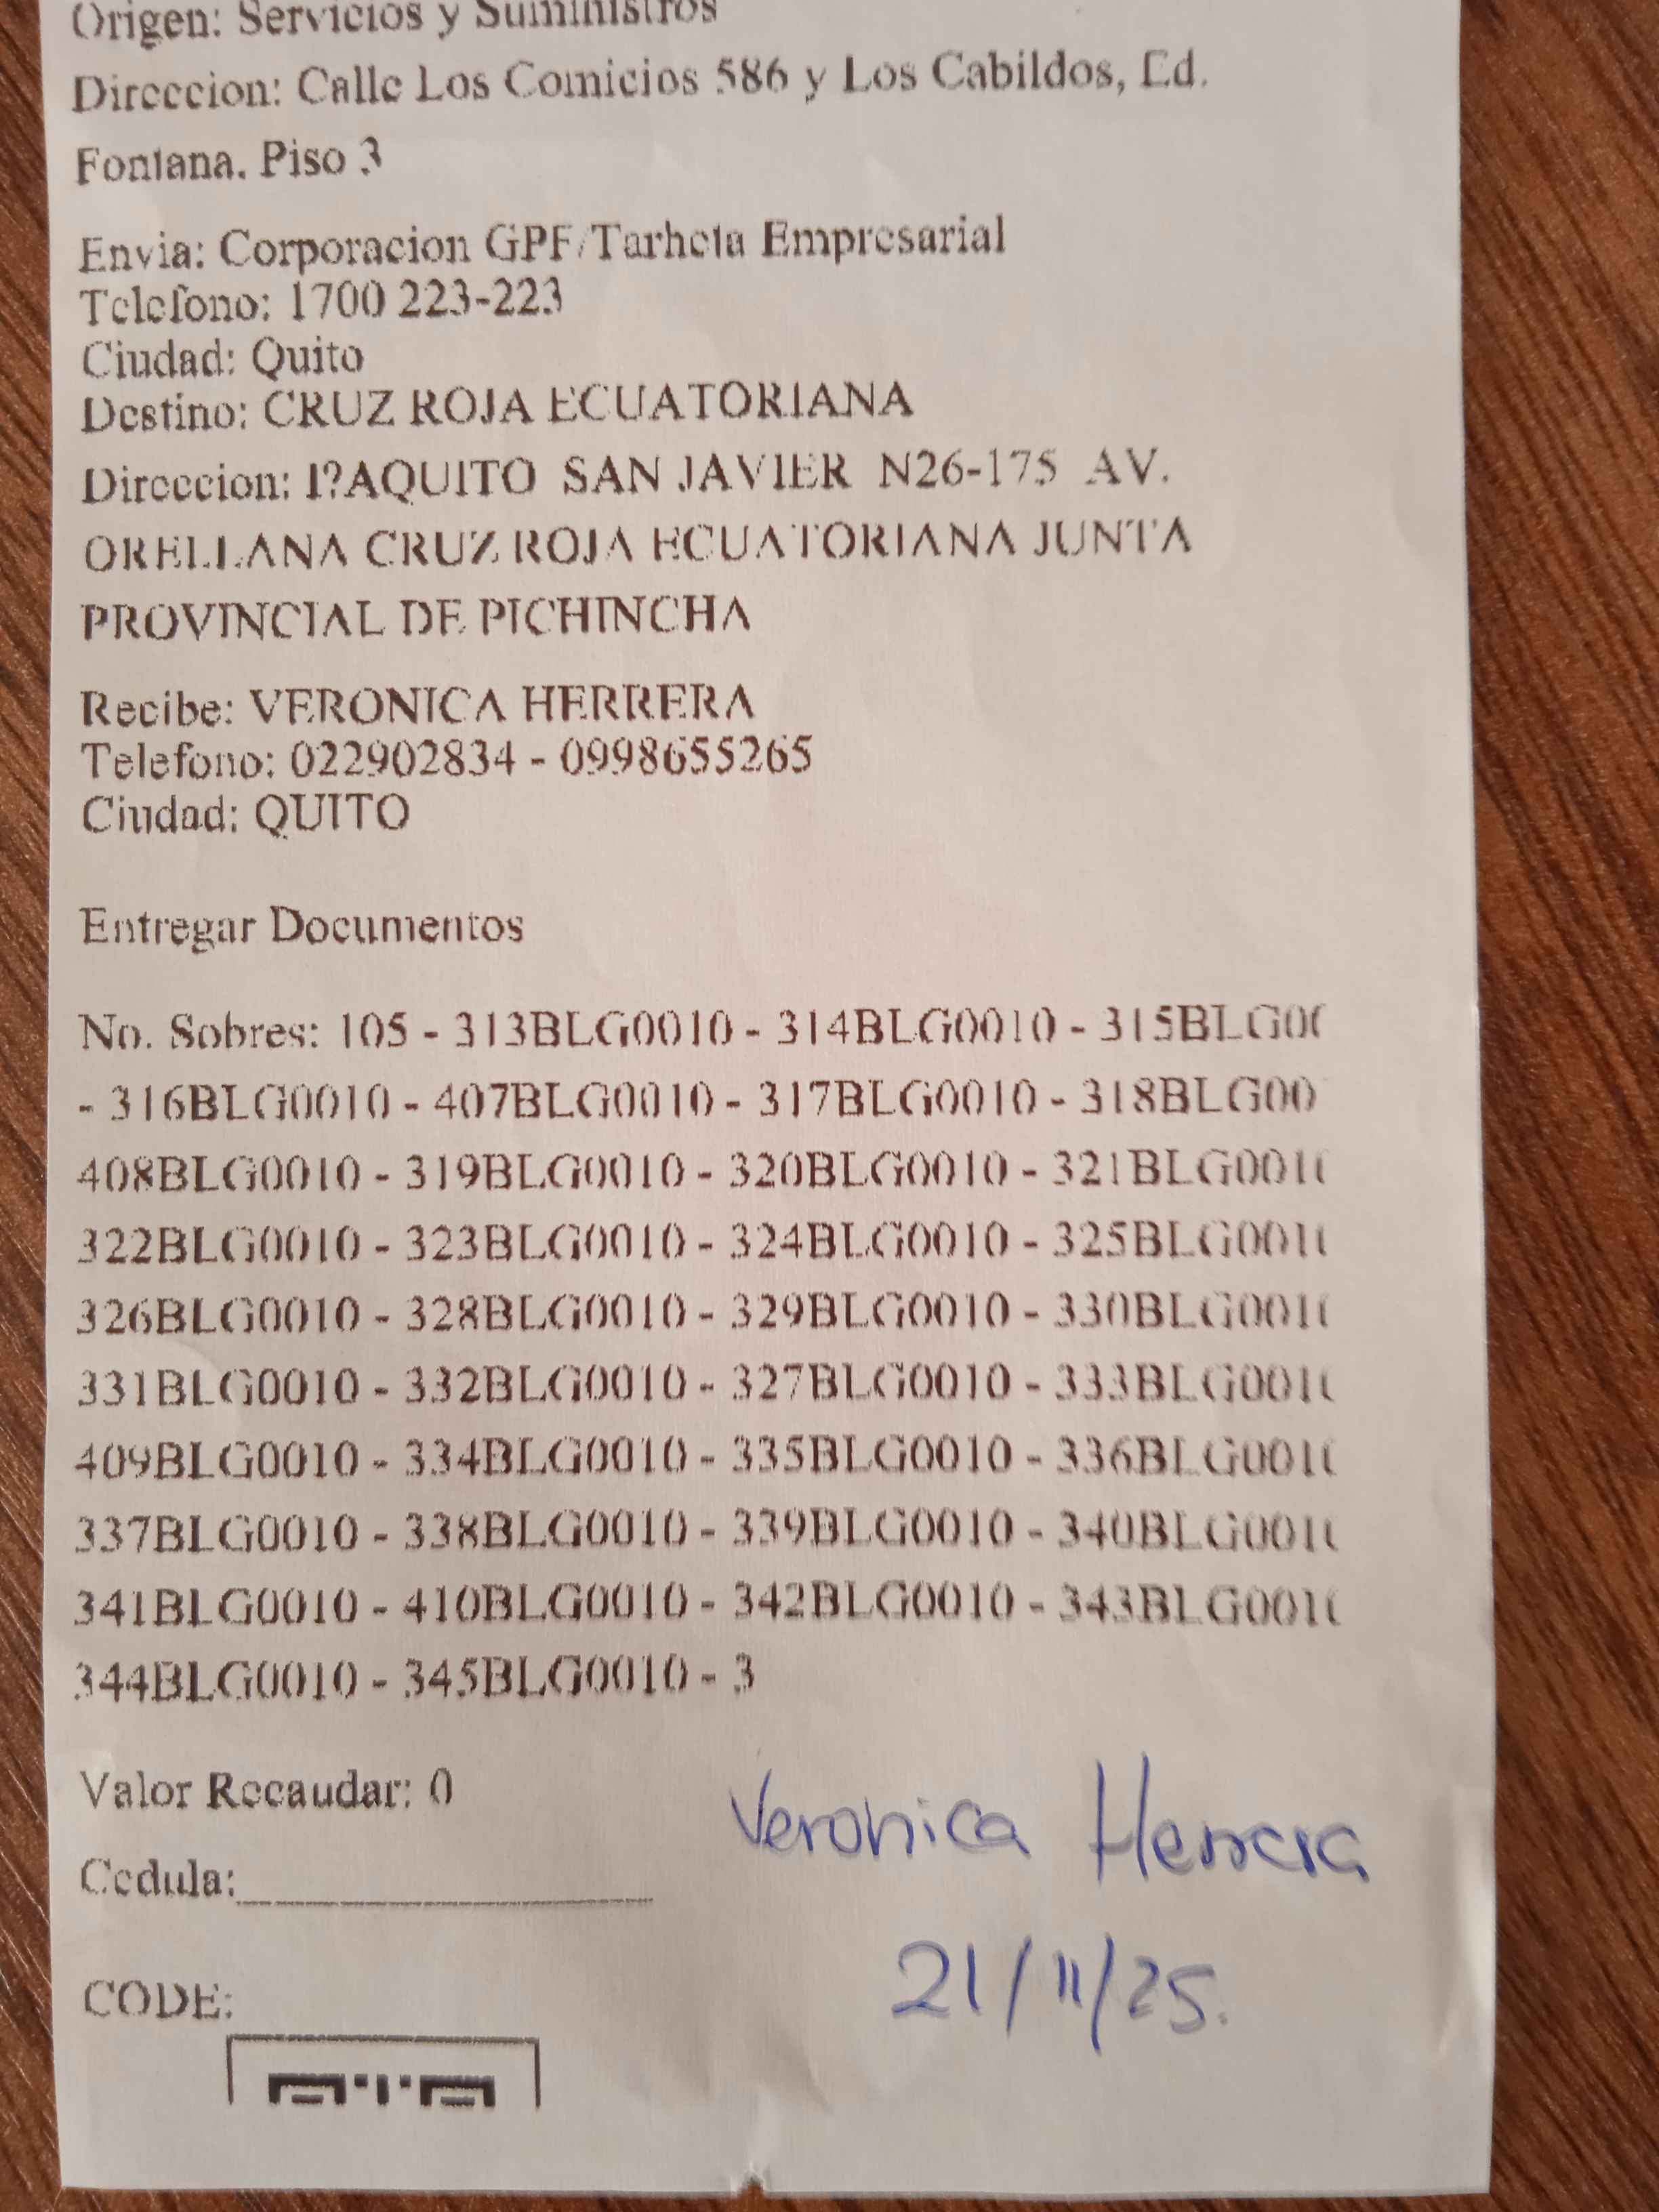 Origen: Servicios y Suministros
Direccion: Calle Los Comicios 586 y Los Cabildos, Ed.
Fontana. Piso 3
Envia: Corporacion GPF/Tarheta Empresarial
Telefono: 1700 223-223
Ciudad: Quito
Destino: CRUZ ROJA ECUATORIANA
Direccion: I?AQUITO SAN JAVIER N26-175 AV.
ORELLANA CRUZ ROJA ECUATORIANA JUNTA
PROVINCIAL DE PICHINCHA
Recibe: VERONICA HERRERA
Telefono: 022902834 - 0998655265
Ciudad: QUITO
Entregar Documentos
No. Sobres: 105 - 313BLG0010 - 314BLG0010 - 315BLG00
- 316BLG0010 - 407BLG0010 - 317BLG0010 - 318BLG00
408BLG0010 - 319BLG0010 - 320BLG0010 - 321BLG001
322BLG0010 - 323BLG0010 - 324BLG0010 - 325BLG001
326BLG0010 - 328BLG0010 - 329BLG0010 - 330BLG001
331BLG0010 - 332BLG0010 - 327BLG0010 - 333BLG001
409BLG0010 - 334BLG0010 - 335BLG0010 - 336BLG001
337BLG0010 - 338BLG0010 - 339BLG0010 - 340BLG001
341BLG0010 - 410BLG0010 - 342BLG0010 - 343BLG001
344BLG0010 - 345BLG0010 - 3
Valor Recaudar: 0
Veronica Herrera
Cedula:
21/11/25.
CODE: